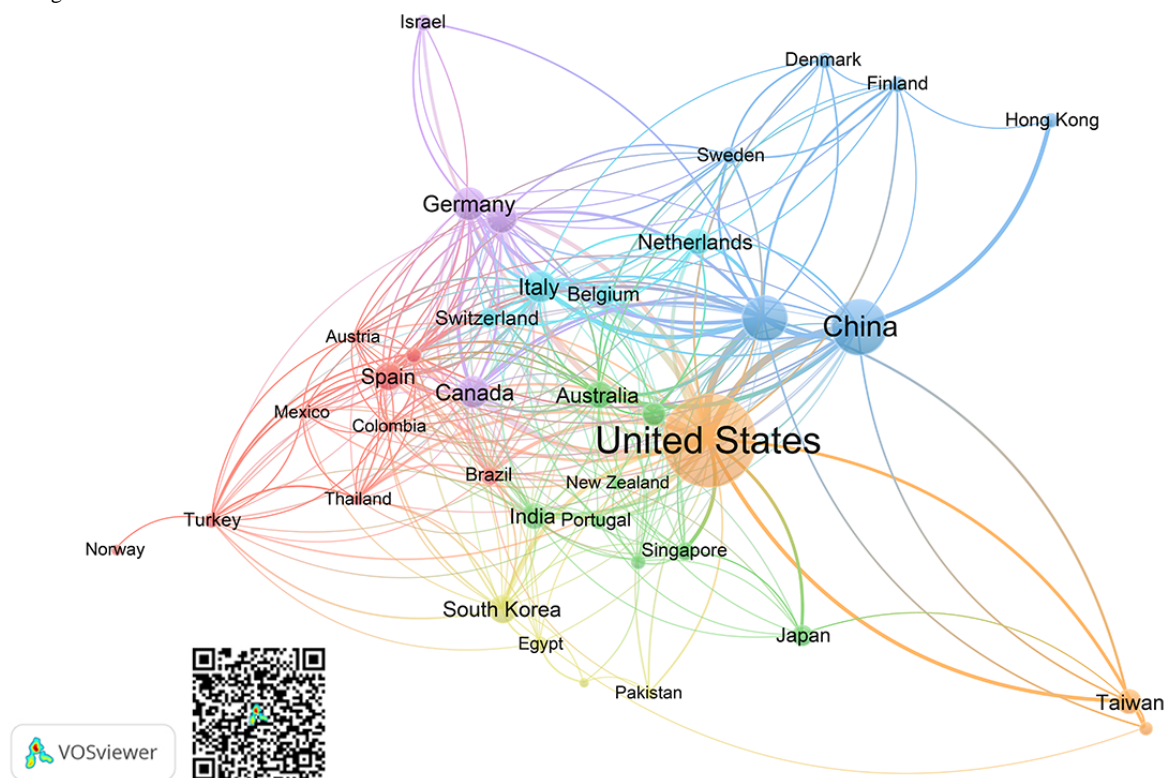 Israel
Denmark
Finland
Hong Kong
Sweden
Germany
Netherlands
Italy
Belgium
Switzerland
China
Austria
Spain
Canada
Australia
Mexico
Colombia
United States
Brazil
New Zealand
Thailand
India
Portugal
Turkey
Norway
Singapore
South Korea
Egypt
Japan
Pakistan
Taiwan
VOSviewer